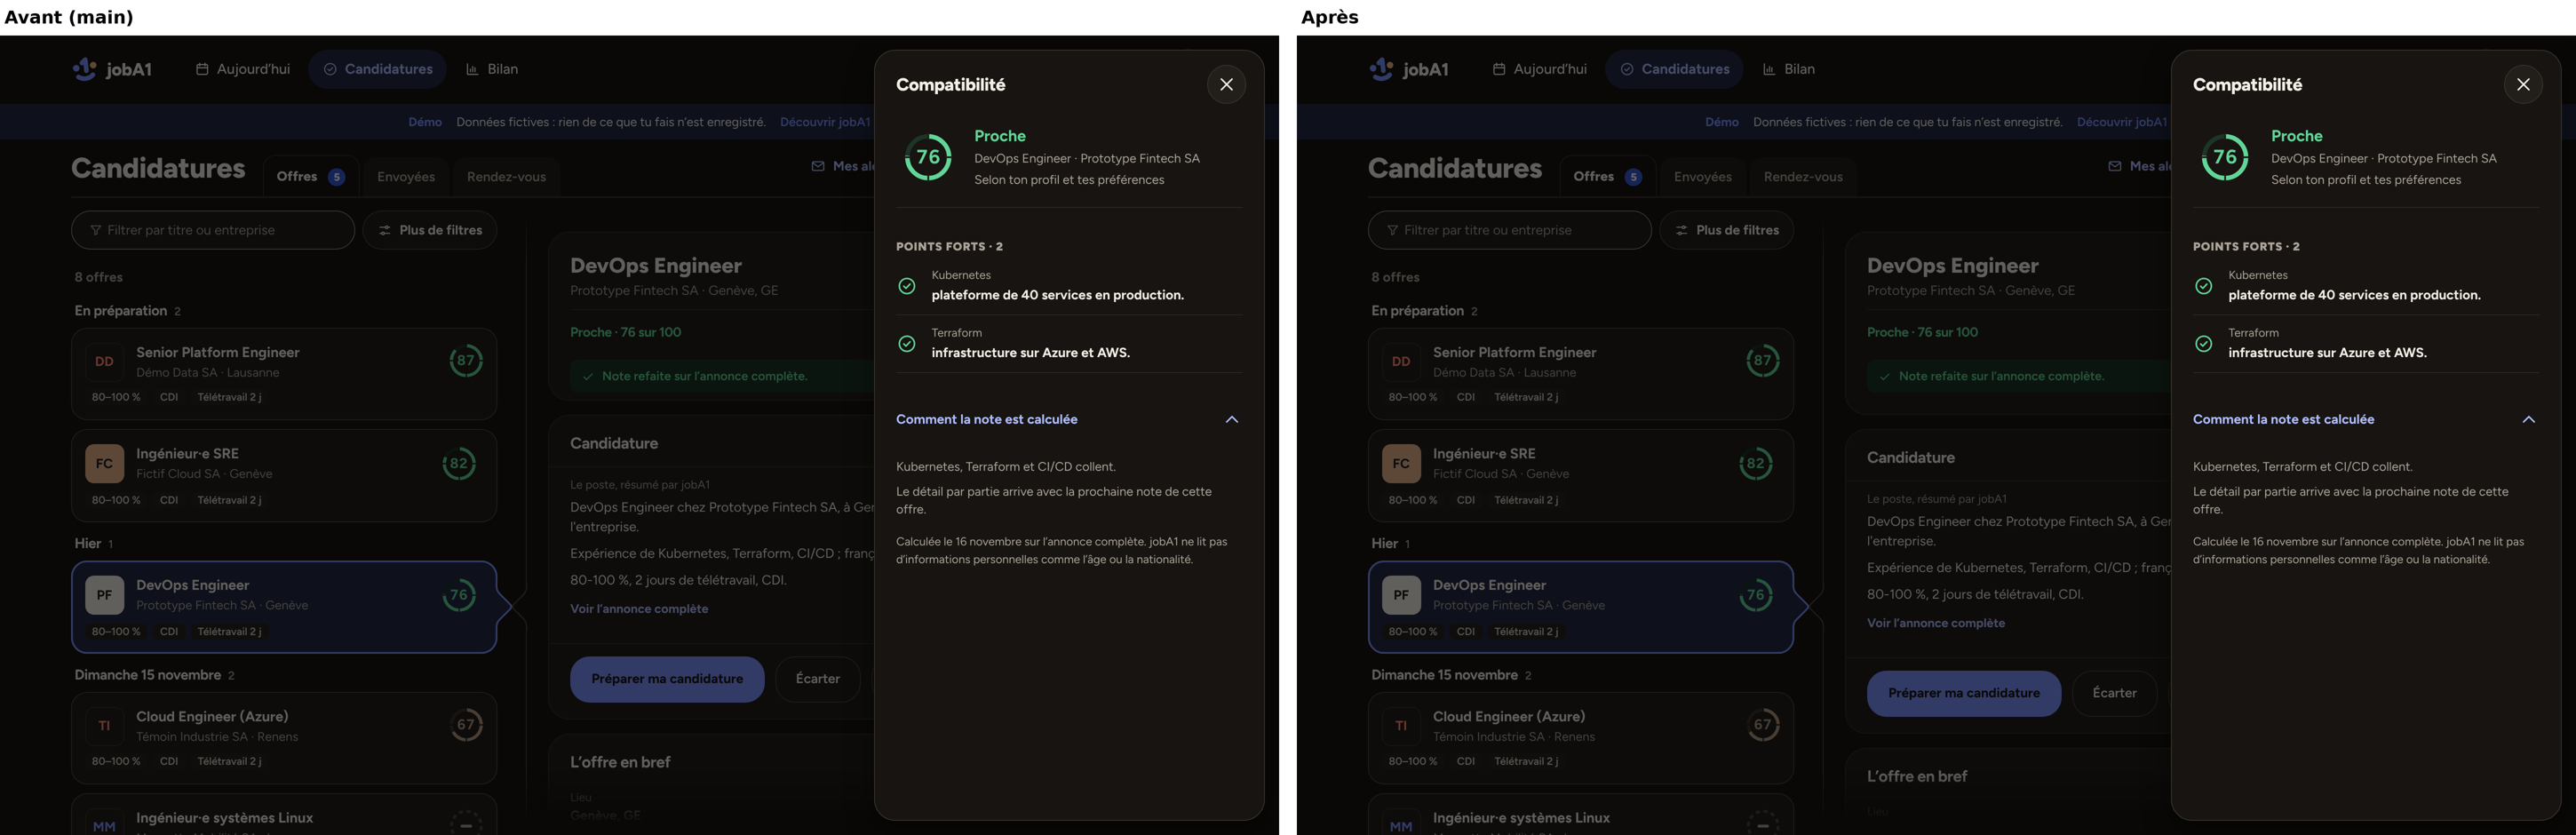 Avant (main)
jobA1
Aujourd'hui
Candidatures
Bilan
Démo Données fictives : rien de ce que tu fais n'est enregistré. Découvrir jobA1
Candidatures
Offres 5
Envoyées
Rendez-vous
Mes ale
Filtrer par titre ou entreprise
Plus de filtres
8 offres
En préparation 2
DD
Senior Platform Engineer
Démo Data SA · Lausanne
87
80–100 % CDI Télétravail 2 j
FC
Ingénieur·e SRE
Fictif Cloud SA · Genève
82
80–100 % CDI Télétravail 2 j
Hier 1
PF
DevOps Engineer
Prototype Fintech SA · Genève
76
80–100 % CDI Télétravail 2 j
Dimanche 15 novembre 2
TI
Cloud Engineer (Azure)
Témoin Industrie SA · Renens
67
80–100 % CDI Télétravail 2 j
MM
Ingénieur·e systèmes Linux
DevOps Engineer
Prototype Fintech SA · Genève, GE
Proche · 76 sur 100
Note refaite sur l'annonce complète.
Candidature
Le poste, résumé par jobA1
DevOps Engineer chez Prototype Fintech SA, à Gen
l'entreprise.
Expérience de Kubernetes, Terraform, CI/CD ; franç
80-100 %, 2 jours de télétravail, CDI.
Voir l'annonce complète
Préparer ma candidature
Écarter
L'offre en bref
Lieu
Genève, GE
Compatibilité
76
Proche
DevOps Engineer · Prototype Fintech SA
Selon ton profil et tes préférences
POINTS FORTS · 2
Kubernetes
plateforme de 40 services en production.
Terraform
infrastructure sur Azure et AWS.
Comment la note est calculée
Kubernetes, Terraform et CI/CD collent.
Le détail par partie arrive avec la prochaine note de cette
offre.
Calculée le 16 novembre sur l'annonce complète. jobA1 ne lit pas
d'informations personnelles comme l'âge ou la nationalité.
Après
jobA1
Aujourd'hui
Candidatures
Bilan
Démo Données fictives : rien de ce que tu fais n'est enregistré. Découvrir jobA1
Candidatures
Offres 5
Envoyées
Rendez-vous
Mes ale
Filtrer par titre ou entreprise
Plus de filtres
8 offres
En préparation 2
DD
Senior Platform Engineer
Démo Data SA · Lausanne
87
80–100 % CDI Télétravail 2 j
FC
Ingénieur·e SRE
Fictif Cloud SA · Genève
82
80–100 % CDI Télétravail 2 j
Hier 1
PF
DevOps Engineer
Prototype Fintech SA · Genève
76
80–100 % CDI Télétravail 2 j
Dimanche 15 novembre 2
TI
Cloud Engineer (Azure)
Témoin Industrie SA · Renens
67
80–100 % CDI Télétravail 2 j
MM
Ingénieur·e systèmes Linux
DevOps Engineer
Prototype Fintech SA · Genève, GE
Proche · 76 sur 100
Note refaite sur l'annonce complète.
Candidature
Le poste, résumé par jobA1
DevOps Engineer chez Prototype Fintech SA, à Gen
l'entreprise.
Expérience de Kubernetes, Terraform, CI/CD ; franç
80-100 %, 2 jours de télétravail, CDI.
Voir l'annonce complète
Préparer ma candidature
Écarter
L'offre en bref
Lieu
Compatibilité
76
Proche
DevOps Engineer · Prototype Fintech SA
Selon ton profil et tes préférences
POINTS FORTS · 2
Kubernetes
plateforme de 40 services en production.
Terraform
infrastructure sur Azure et AWS.
Comment la note est calculée
Kubernetes, Terraform et CI/CD collent.
Le détail par partie arrive avec la prochaine note de cette
offre.
Calculée le 16 novembre sur l'annonce complète. jobA1 ne lit pas
d'informations personnelles comme l'âge ou la nationalité.